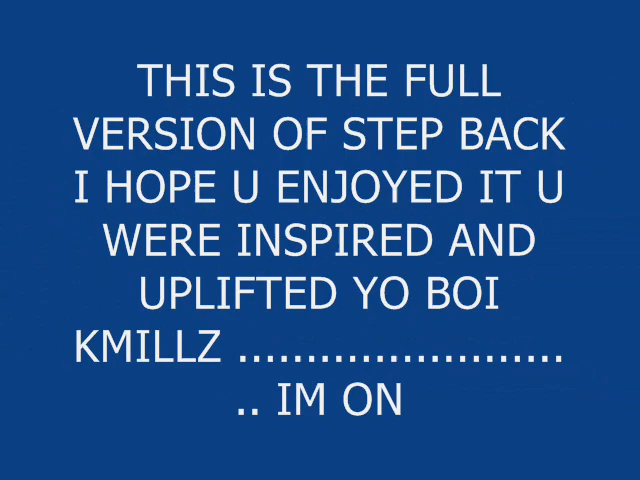 THIS IS THE FULL
VERSION OF STEP BACK
I HOPE U ENJOYED IT U
WERE INSPIRED AND
UPLIFTED YO BOI
KMILLZ ........................
.. IM ON